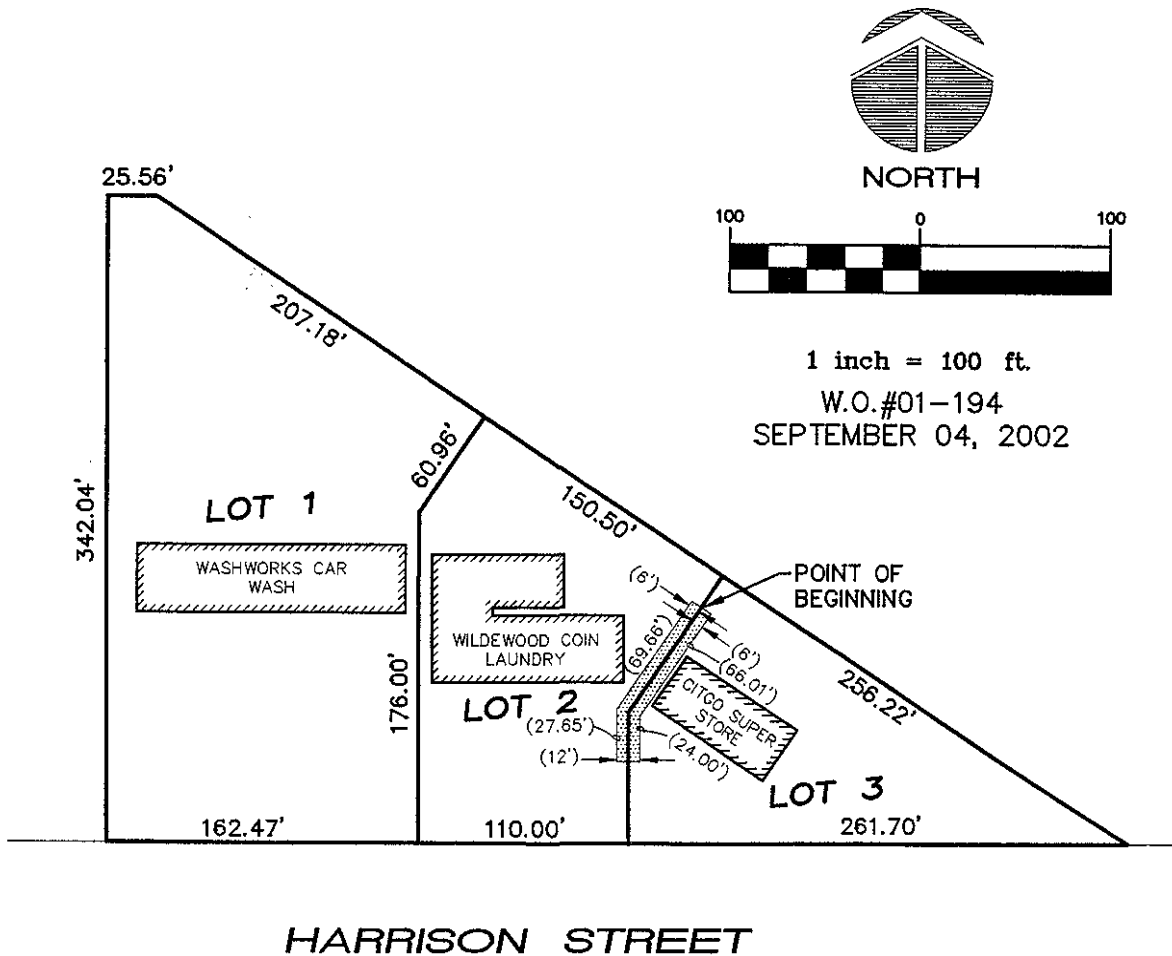 NORTH
25.56'
100 0 100
207.18'
1 inch = 100 ft.
W.O.#01-194
SEPTEMBER 04, 2002
60.96'
342.04'
LOT 1
150.50'
WASHWORKS CAR
WASH
(6')
POINT OF
BEGINNING
WILDEWOOD COIN
LAUNDRY
(69.66')
(6')
(66.01')
256.22'
176.00'
LOT 2
CITGO SUPER
STORE
(27.65')
(24.00')
(12')
LOT 3
162.47'
110.00'
261.70'
HARRISON STREET